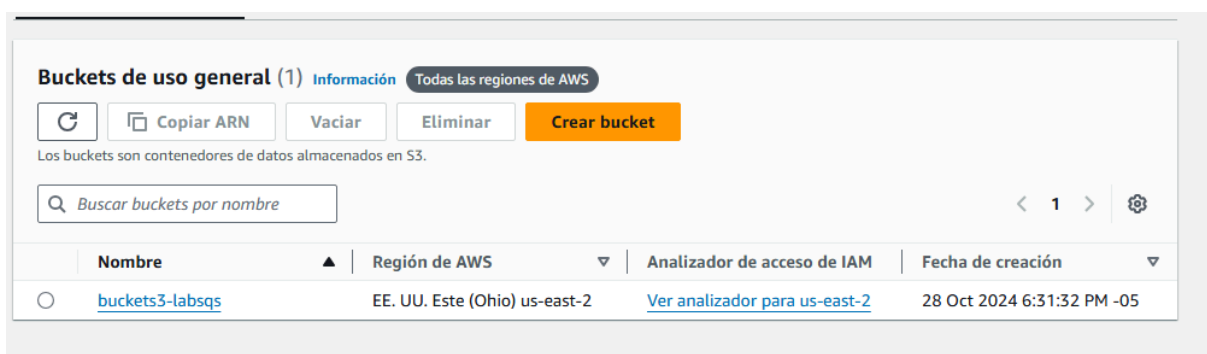 Buckets de uso general (1) Información Todas las regiones de AWS
Copiar ARN Vaciar Eliminar Crear bucket
Los buckets son contenedores de datos almacenados en S3.
Buscar buckets por nombre 1
Nombre Región de AWS Analizador de acceso de IAM Fecha de creación
buckets3-labsqs EE. UU. Este (Ohio) us-east-2 Ver analizador para us-east-2 28 Oct 2024 6:31:32 PM -05